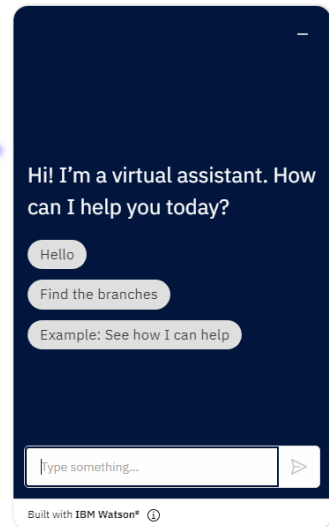 Hi! I'm a virtual assistant. How
can I help you today?
Hello
Find the branches
Example: See how I can help
Type something...
Built with IBM Watson®